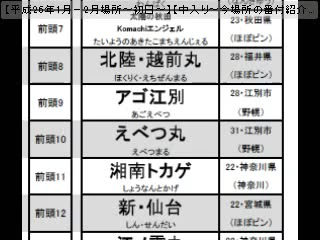 【平成26年1月－2月場所～初日～】【中入り～今場所の番付紹介
前頭7
太陽の秋田
Komachiエンジェル
たいようのあきたこまちえんじぇる
23・秋田県
(ほぼピン)
前頭8
北陸・越前丸
ほくりく・えちぜんまる
28・福井県
(ほぼピン)
前頭9
アゴ江別
あごえべつ
28・江別市
(野幌)
前頭10
えべつ丸
えべつまる
31・江別市
(野幌)
前頭11
湘南トカゲ
しょうなんとかげ
22・神奈川県
(神奈川)
前頭12
新・仙台
しん・せんだい
22・宮城県
(ほぼピン)